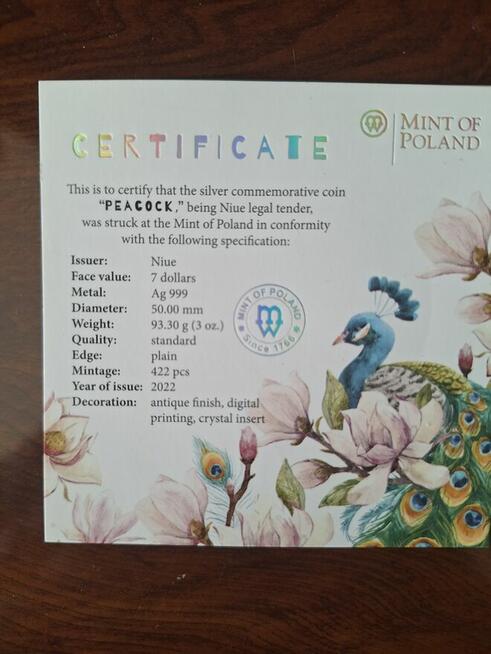 CERTIFICATE
MINT OF
POLAND
This is to certify that the silver commemorative coin
“PEACOCK,” being Niue legal tender,
was struck at the Mint of Poland in conformity
with the following specification:
Issuer: Niue
Face value: 7 dollars
Metal: Ag 999
Diameter: 50.00 mm
Weight: 93.30 g (3 oz.)
Quality: standard
Edge: plain
Mintage: 422 pcs
Year of issue: 2022
Decoration: antique finish, digital
printing, crystal insert
MINT OF POLAND
Since 1766